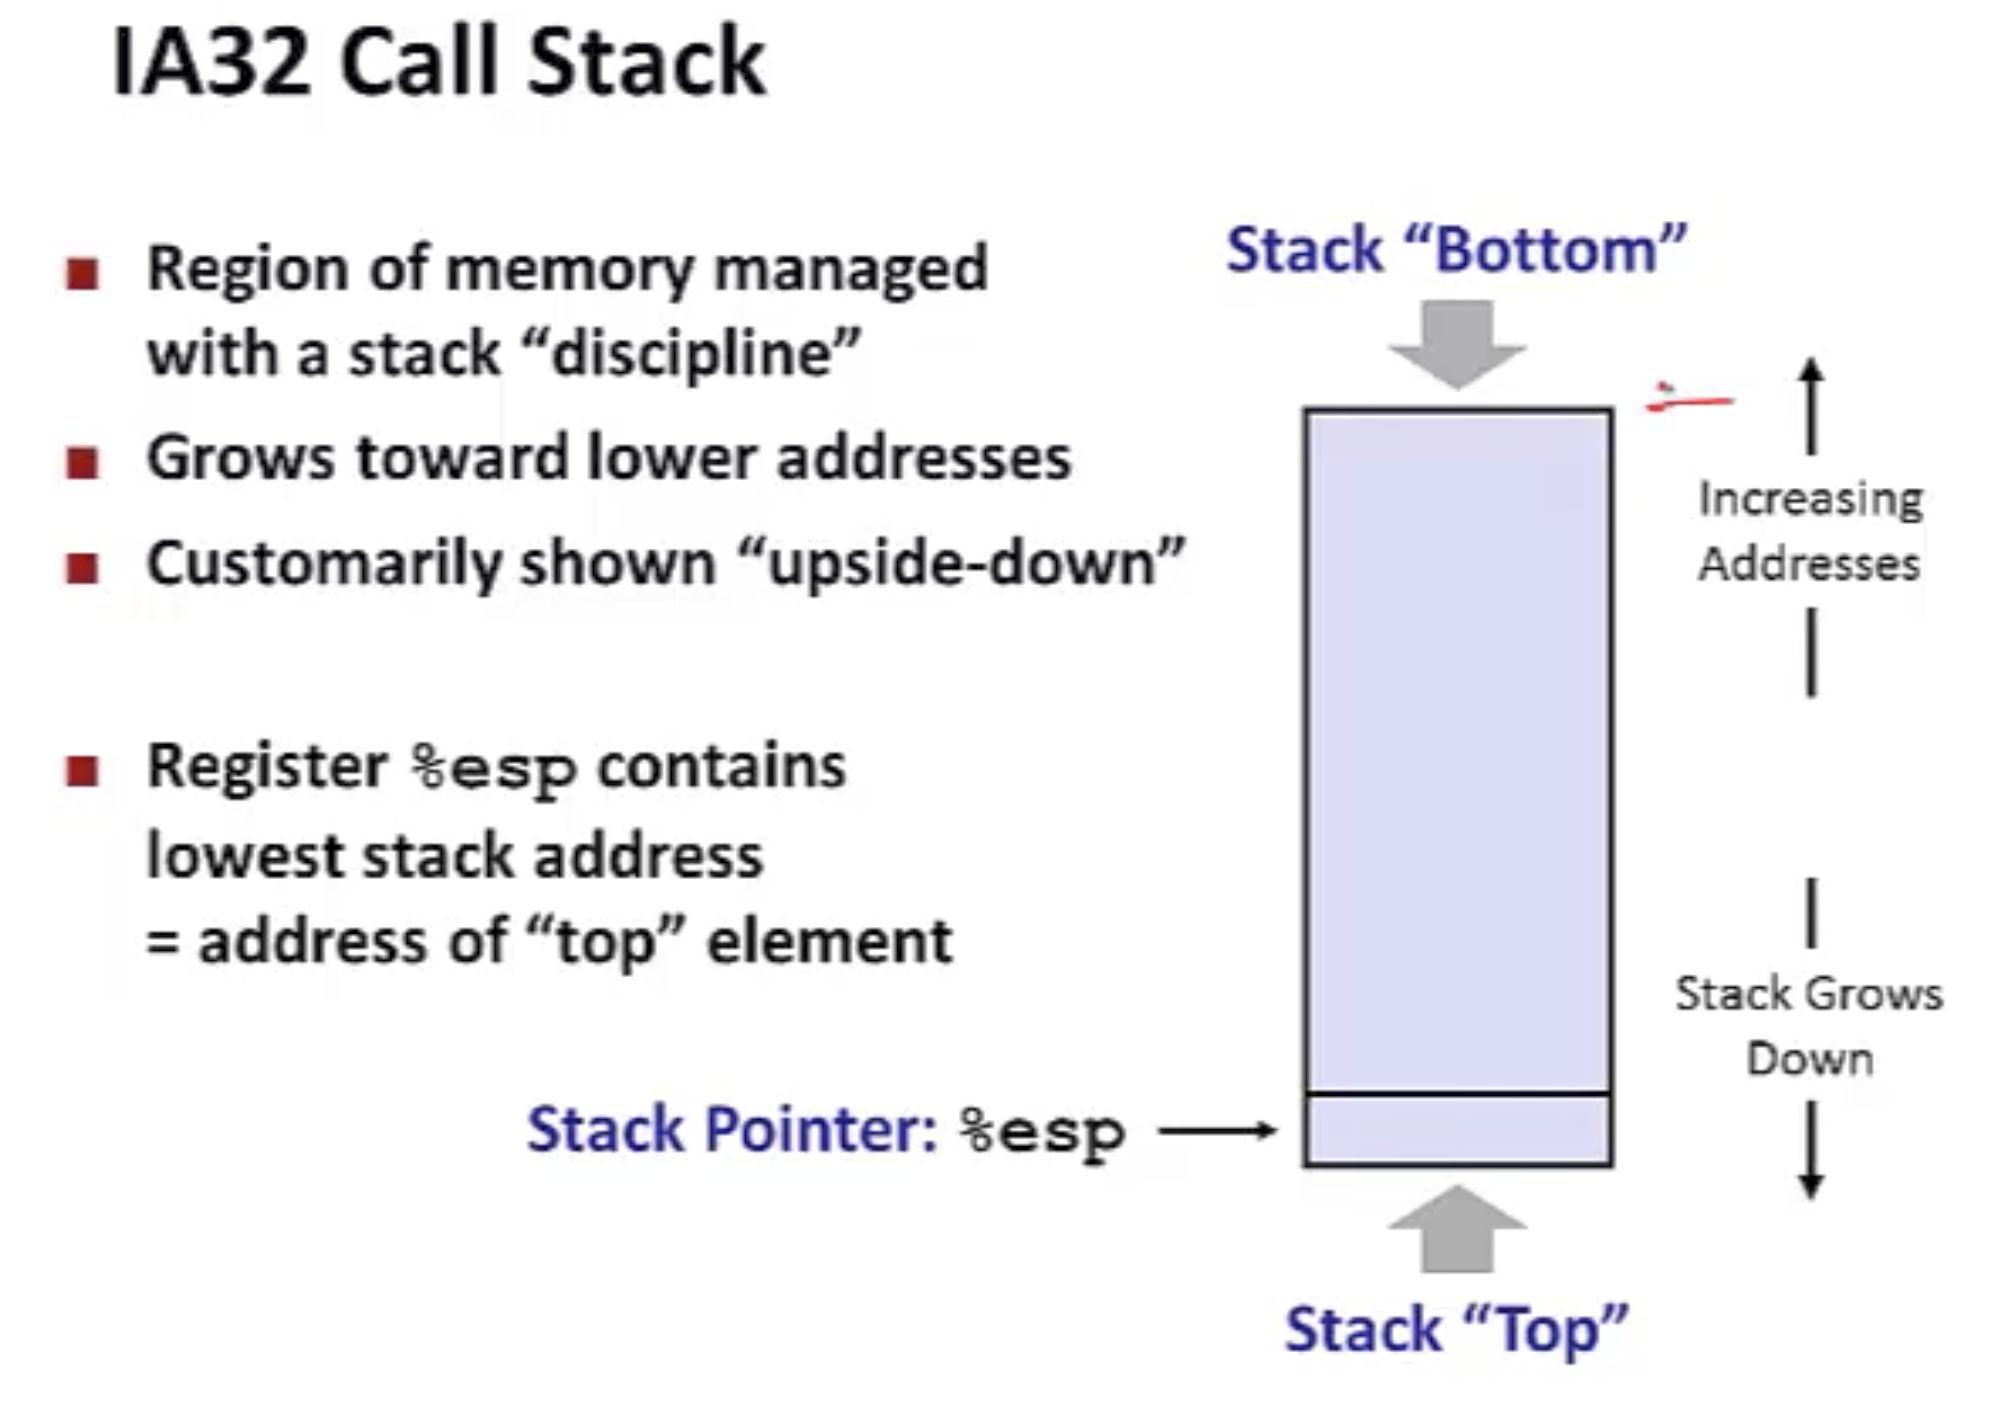 IA32 Call Stack
Region of memory managed
with a stack “discipline”
Grows toward lower addresses
Customarily shown “upside-down”
Register %esp contains
lowest stack address
= address of “top” element
Stack Pointer: %esp
Stack “Bottom”
Increasing
Addresses
Stack Grows
Down
Stack “Top”